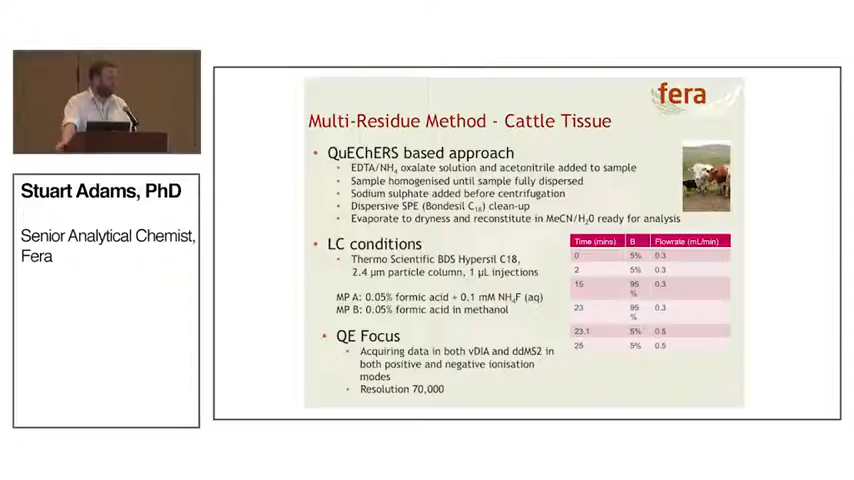 Stuart Adams, PhD
Senior Analytical Chemist,
Fera
fera
Multi-Residue Method - Cattle Tissue
• QuEChERS based approach
• EDTA/NH₄ oxalate solution and acetonitrile added to sample
• Sample homogenised until sample fully dispersed
• Sodium sulphate added before centrifugation
• Dispersive SPE (Bondesil C₁₈) clean-up
• Evaporate to dryness and reconstitute in MeCN/H₂0 ready for analysis
• LC conditions
• Thermo Scientific BDS Hypersil C18,
2.4 µm particle column, 1 µL injections
MP A: 0.05% formic acid + 0.1 mM NH₄F (aq)
MP B: 0.05% formic acid in methanol
• QE Focus
• Acquiring data in both vDIA and ddMS2 in
both positive and negative ionisation
modes
• Resolution 70,000
Time (mins) B Flowrate (mL/min)
0 5% 0.3
2 5% 0.3
15 95 0.3
%
23 95 0.3
%
23.1 5% 0.5
25 5% 0.5